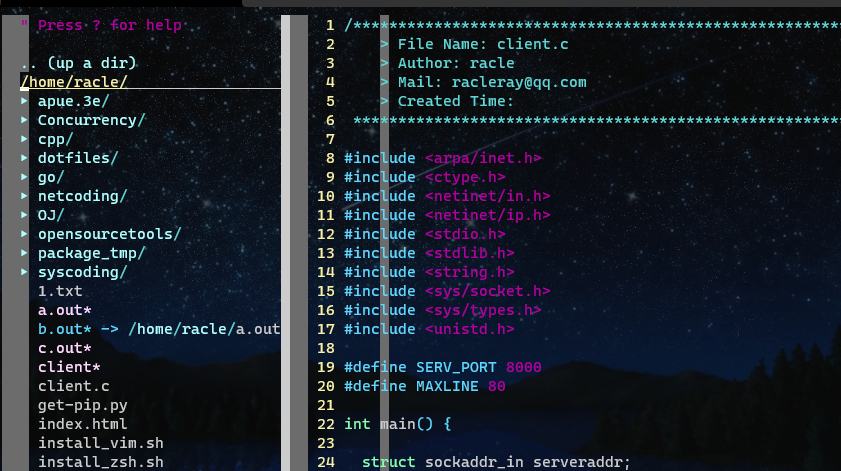 " Press ? for help
.. (up a dir)
/home/racle/
▸ apue.3e/
▸ Concurrency/
▸ cpp/
▸ dotfiles/
▸ go/
▸ netcoding/
▸ OJ/
▸ opensourcetools/
▸ package_tmp/
▸ syscoding/
1.txt
a.out*
b.out* -> /home/racle/a.out
c.out*
client*
client.c
get-pip.py
index.html
install_vim.sh
install_zsh.sh
1 /*******************************************************
2     > File Name: client.c
3     > Author: racle
4     > Mail: racleray@qq.com
5     > Created Time:
6  ******************************************************
7
8 #include <arpa/inet.h>
9 #include <ctype.h>
10 #include <netinet/in.h>
11 #include <netinet/ip.h>
12 #include <stdio.h>
13 #include <stdlib.h>
14 #include <string.h>
15 #include <sys/socket.h>
16 #include <sys/types.h>
17 #include <unistd.h>
18
19 #define SERV_PORT 8000
20 #define MAXLINE 80
21
22 int main() {
23
24   struct sockaddr_in serveraddr;